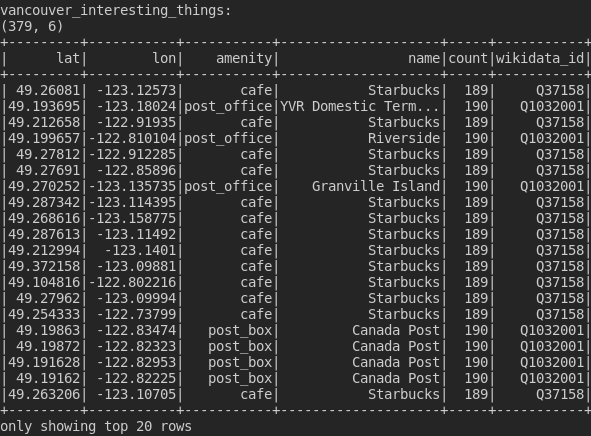 vancouver_interesting_things:
(379, 6)
+---------+-----------+-----------+--------------------+-----+-----------+
|      lat|        lon|    amenity|                name|count|wikidata_id|
+---------+-----------+-----------+--------------------+-----+-----------+
| 49.26081| -123.12573|       cafe|           Starbucks|  189|     Q37158|
|49.193695| -123.18024|post_office|YVR Domestic Term...|  190|   Q1032001|
|49.212658| -122.91935|       cafe|           Starbucks|  189|     Q37158|
|49.199657|-122.810104|post_office|           Riverside|  190|   Q1032001|
| 49.27812|-122.912285|       cafe|           Starbucks|  189|     Q37158|
| 49.27691| -122.85896|       cafe|           Starbucks|  189|     Q37158|
|49.270252|-123.135735|post_office|    Granville Island|  190|   Q1032001|
|49.287342|-123.114395|       cafe|           Starbucks|  189|     Q37158|
|49.268616|-123.158775|       cafe|           Starbucks|  189|     Q37158|
|49.287613| -123.11492|       cafe|           Starbucks|  189|     Q37158|
|49.212994|  -123.1401|       cafe|           Starbucks|  189|     Q37158|
|49.372158| -123.09881|       cafe|           Starbucks|  189|     Q37158|
|49.104816|-122.802216|       cafe|           Starbucks|  189|     Q37158|
| 49.27962| -123.09994|       cafe|           Starbucks|  189|     Q37158|
|49.254333| -122.73799|       cafe|           Starbucks|  189|     Q37158|
| 49.19863| -122.83474|   post_box|         Canada Post|  190|   Q1032001|
| 49.19872| -122.82323|   post_box|         Canada Post|  190|   Q1032001|
|49.191628| -122.82953|   post_box|         Canada Post|  190|   Q1032001|
| 49.19162| -122.82225|   post_box|         Canada Post|  190|   Q1032001|
|49.263206| -123.10705|       cafe|           Starbucks|  189|     Q37158|
+---------+-----------+-----------+--------------------+-----+-----------+
only showing top 20 rows